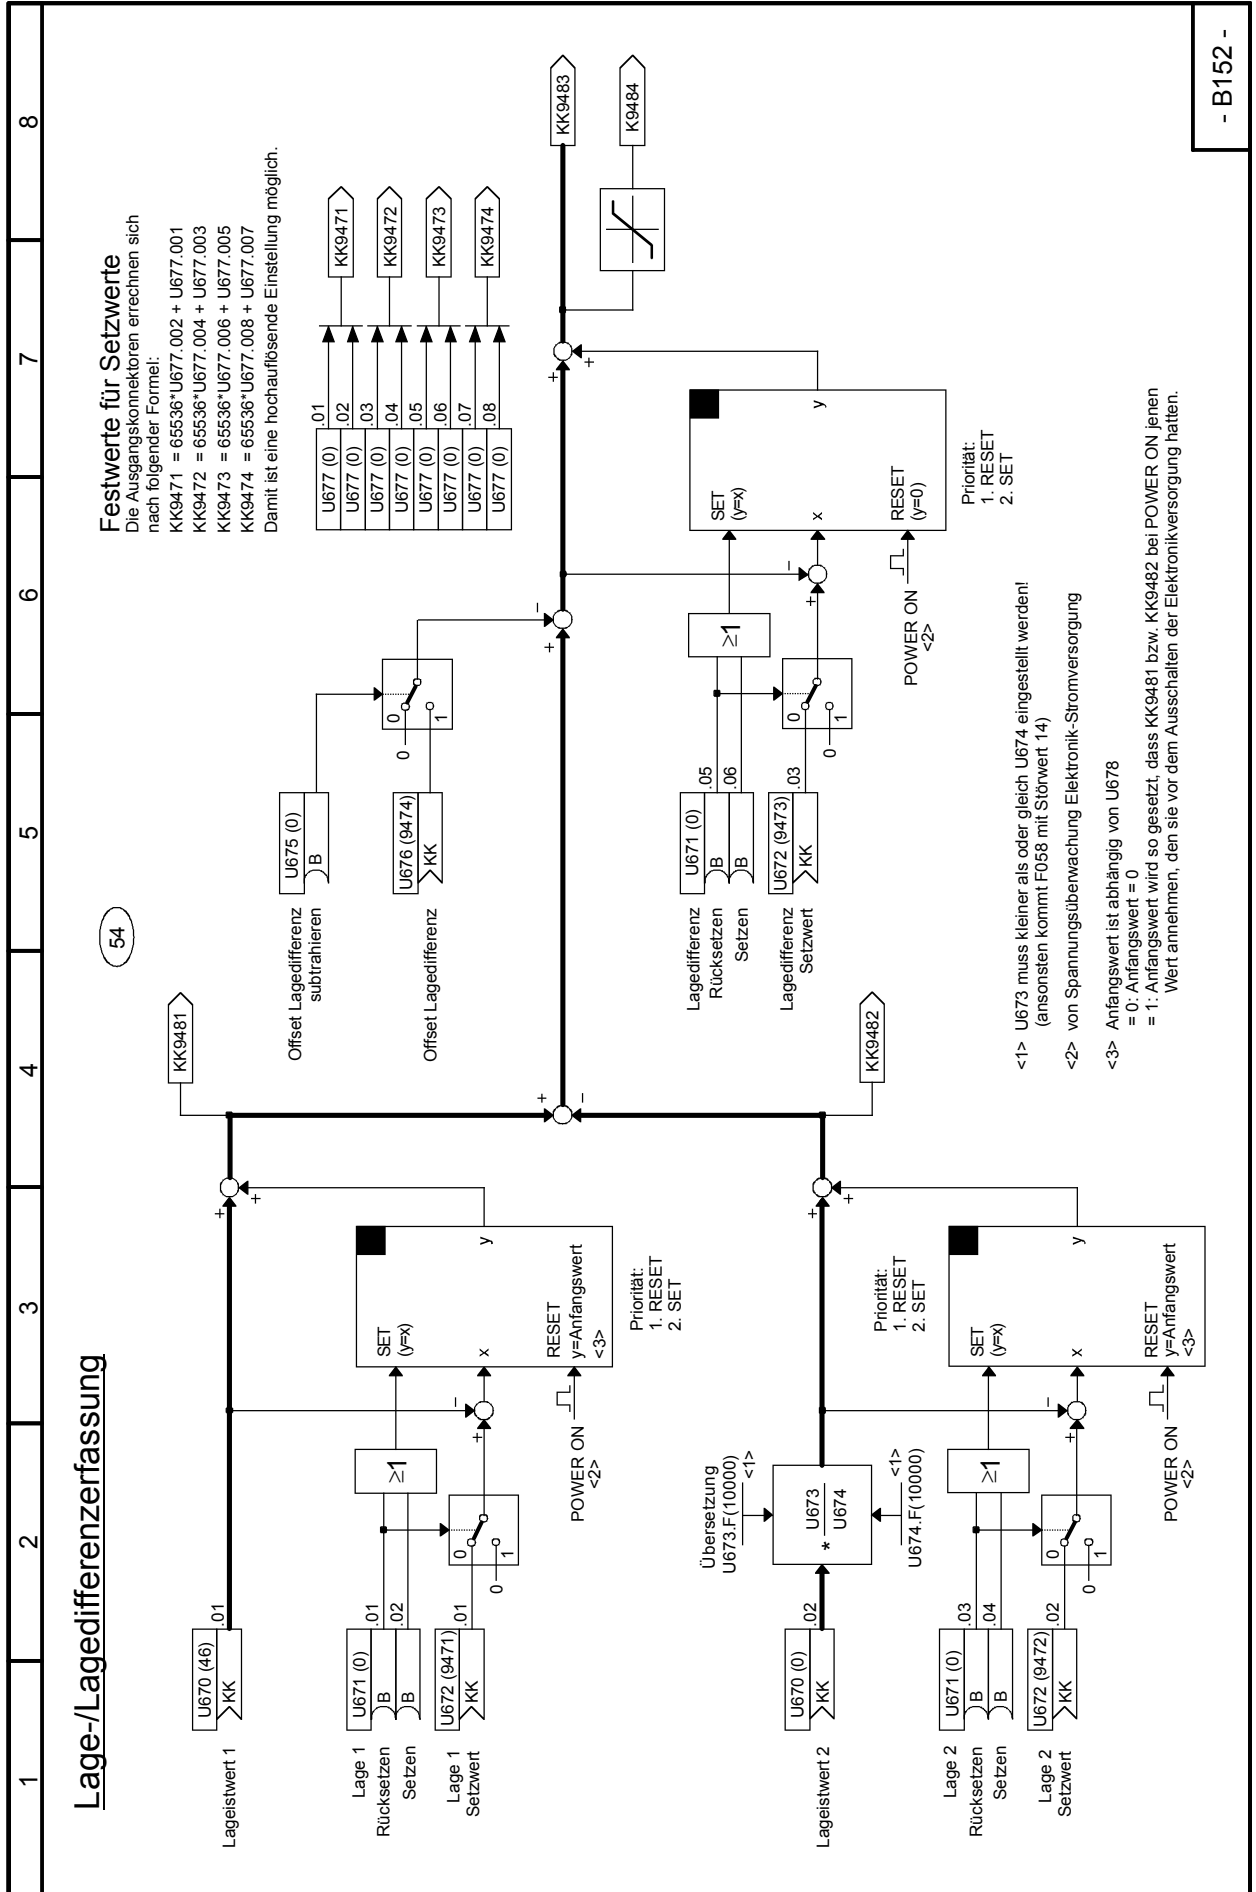 1
2
3
4
5
6
7
8
Lage-/Lagedifferenzerfassung
54
Lageistwert 1
U670 (46)
KK
.01
KK9481
Lage 1
Rücksetzen
Setzen
U671 (0)
B
B
.01
.02
Lage 1
Setzwert
U672 (9471)
KK
.01
0
0
1
≥1
POWER ON
<2>
SET
(y=x)
x
y
RESET
y=Anfangswert
<3>
Priorität:
1. RESET
2. SET
+
−
+
+
+
−
Lageistwert 2
U670 (0)
KK
.02
Übersetzung
U673.F(10000)
<1>
* U673
U674
<1>
U674.F(10000)
KK9482
Lage 2
Rücksetzen
Setzen
U671 (0)
B
B
.03
.04
Lage 2
Setzwert
U672 (9472)
KK
.02
0
0
1
≥1
POWER ON
<2>
SET
(y=x)
x
y
RESET
y=Anfangswert
<3>
Priorität:
1. RESET
2. SET
+
−
+
+
Offset Lagedifferenz
subtrahieren
U675 (0)
B
Offset Lagedifferenz
U676 (9474)
KK
0
0
1
+
−
Lagedifferenz
Rücksetzen
Setzen
U671 (0)
B
B
.05
.06
Lagedifferenz
Setzwert
U672 (9473)
KK
.03
0
0
1
≥1
POWER ON
<2>
SET
(y=x)
x
y
RESET
(y=0)
Priorität:
1. RESET
2. SET
+
−
+
+
KK9483
K9484
Festwerte für Setzwerte
Die Ausgangskonnektoren errechnen sich
nach folgender Formel:
KK9471 = 65536*U677.002 + U677.001
KK9472 = 65536*U677.004 + U677.003
KK9473 = 65536*U677.006 + U677.005
KK9474 = 65536*U677.008 + U677.007
Damit ist eine hochauflösende Einstellung möglich.
U677 (0) .01
U677 (0) .02
U677 (0) .03
U677 (0) .04
U677 (0) .05
U677 (0) .06
U677 (0) .07
U677 (0) .08
KK9471
KK9472
KK9473
KK9474
<1> U673 muss kleiner als oder gleich U674 eingestellt werden!
(ansonsten kommt F058 mit Störwert 14)
<2> von Spannungsüberwachung Elektronik-Stromversorgung
<3> Anfangswert ist abhängig von U678
= 0: Anfangswert = 0
= 1: Anfangswert wird so gesetzt, dass KK9481 bzw. KK9482 bei POWER ON jenen
Wert annehmen, den sie vor dem Ausschalten der Elektronikversorgung hatten.
- B152 -